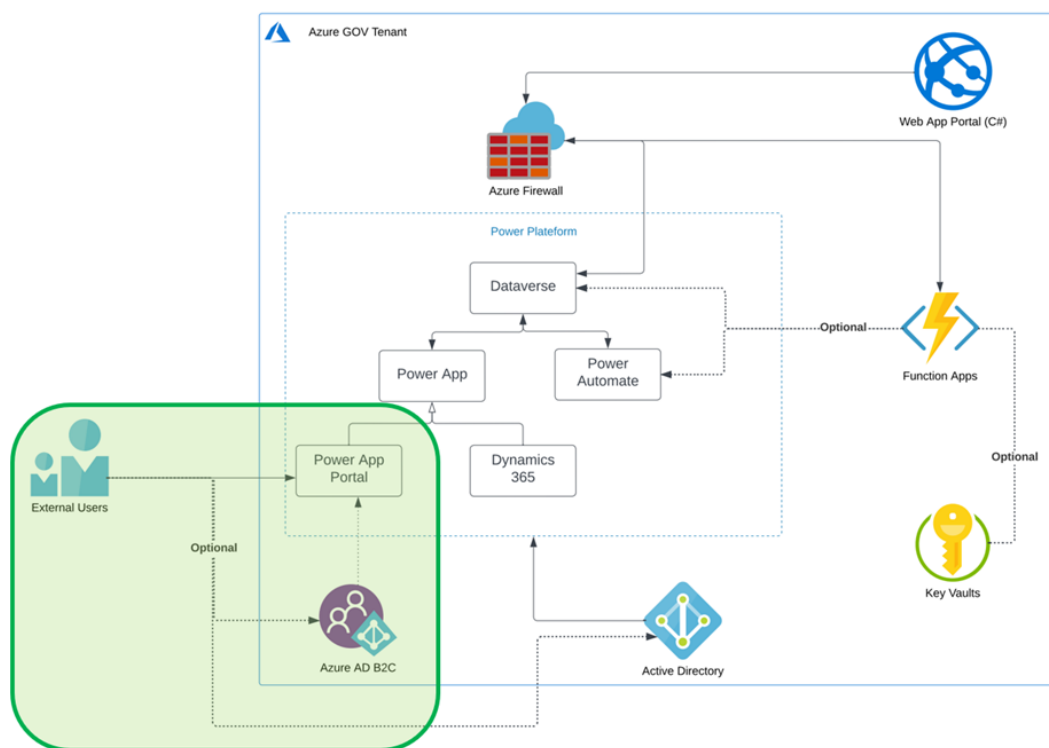 Azure GOV Tenant
Web App Portal (C#)
Azure Firewall
Power Plateform
Dataverse
Optional
Power App
Power
Automate
Function Apps
Power App
Portal
Dynamics
365
External Users
Optional
Optional
Key Vaults
Azure AD B2C
Active Directory